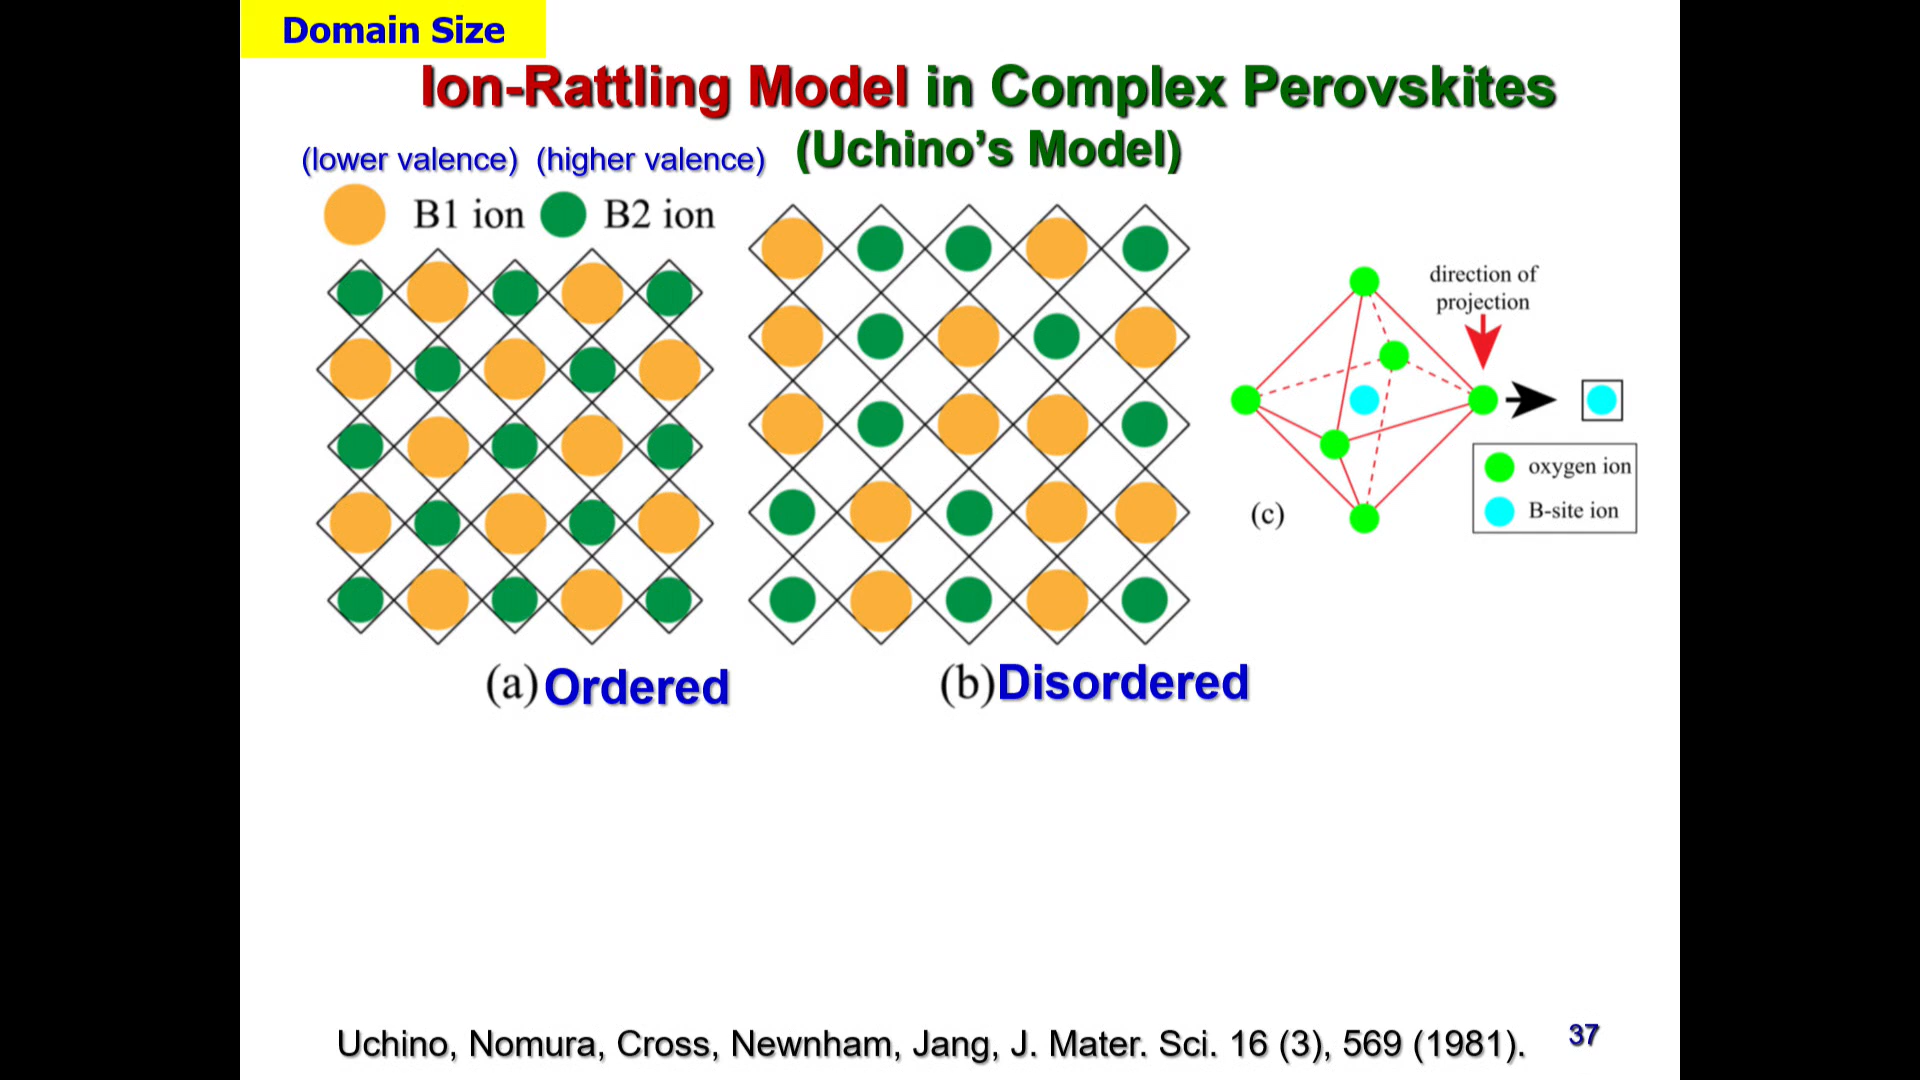 Domain Size
Ion-Rattling Model in Complex Perovskites
(Uchino’s Model)
(lower valence) (higher valence)
B1 ion B2 ion
direction of
projection
oxygen ion
B-site ion
(c)
(a) Ordered
(b) Disordered
Uchino, Nomura, Cross, Newnham, Jang, J. Mater. Sci. 16 (3), 569 (1981).
37